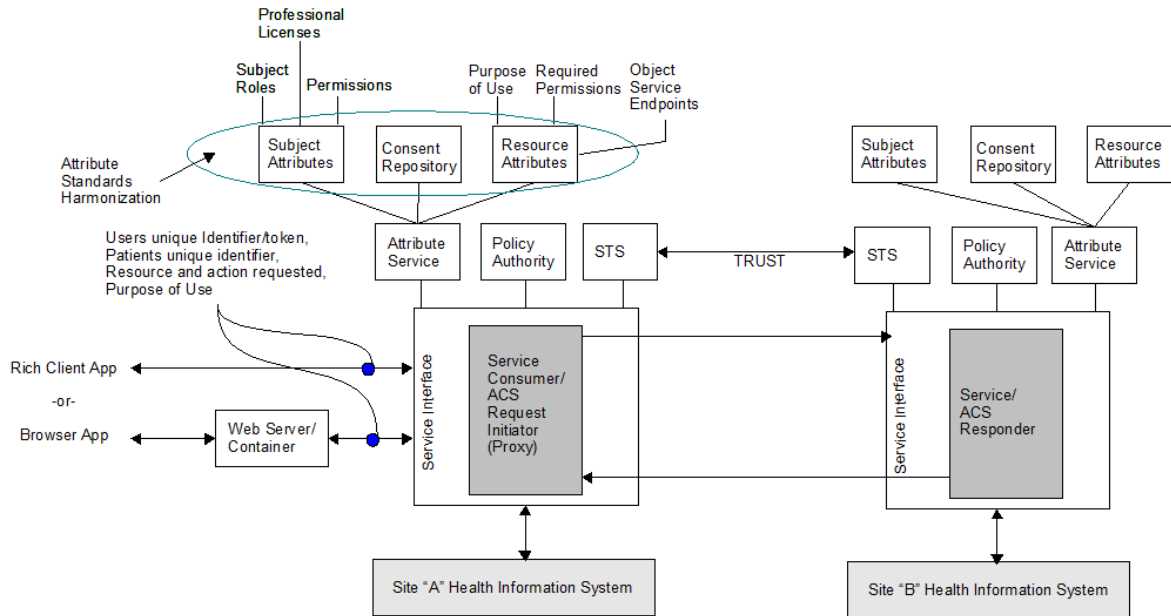 Professional
Licenses
Subject
Roles
Permissions
Purpose
of Use
Required
Permissions
Object
Service
Endpoints
Subject
Attributes
Consent
Repository
Resource
Attributes
Subject
Attributes
Consent
Repository
Resource
Attributes
Attribute
Standards
Harmonization
Users unique Identifier/token,
Patients unique identifier,
Resource and action requested,
Purpose of Use
Attribute
Service
Policy
Authority
STS
TRUST
STS
Policy
Authority
Attribute
Service
Rich Client App
-or-
Browser App
Web Server/
Container
Service Interface
Service
Consumer/
ACS
Request
Initiator
(Proxy)
Service Interface
Service/
ACS
Responder
Site “A” Health Information System
Site “B” Health Information System